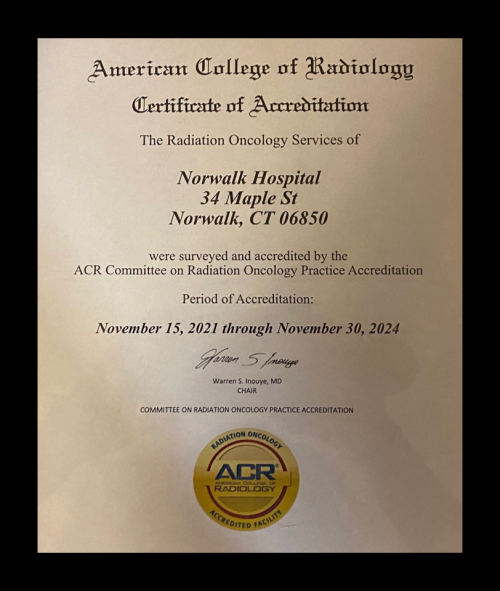 American College of Radiology
Certificate of Accreditation
The Radiation Oncology Services of
Norwalk Hospital
34 Maple St
Norwalk, CT 06850
were surveyed and accredited by the
ACR Committee on Radiation Oncology Practice Accreditation
Period of Accreditation:
November 15, 2021 through November 30, 2024
Warren S Inouye
Warren S. Inouye, MD
CHAIR
COMMITTEE ON RADIATION ONCOLOGY PRACTICE ACCREDITATION
RADIATION ONCOLOGY
ACR®
AMERICAN COLLEGE OF
RADIOLOGY
ACCREDITED FACILITY